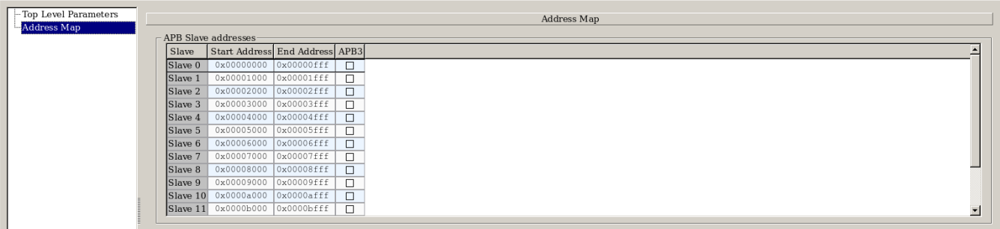 Top Level Parameters
Address Map
Address Map
APB Slave addresses
Slave Start Address End Address APB3
Slave 0 0x00000000 0x00000fff
Slave 1 0x00001000 0x00001fff
Slave 2 0x00002000 0x00002fff
Slave 3 0x00003000 0x00003fff
Slave 4 0x00004000 0x00004fff
Slave 5 0x00005000 0x00005fff
Slave 6 0x00006000 0x00006fff
Slave 7 0x00007000 0x00007fff
Slave 8 0x00008000 0x00008fff
Slave 9 0x00009000 0x00009fff
Slave 10 0x0000a000 0x0000afff
Slave 11 0x0000b000 0x0000bfff